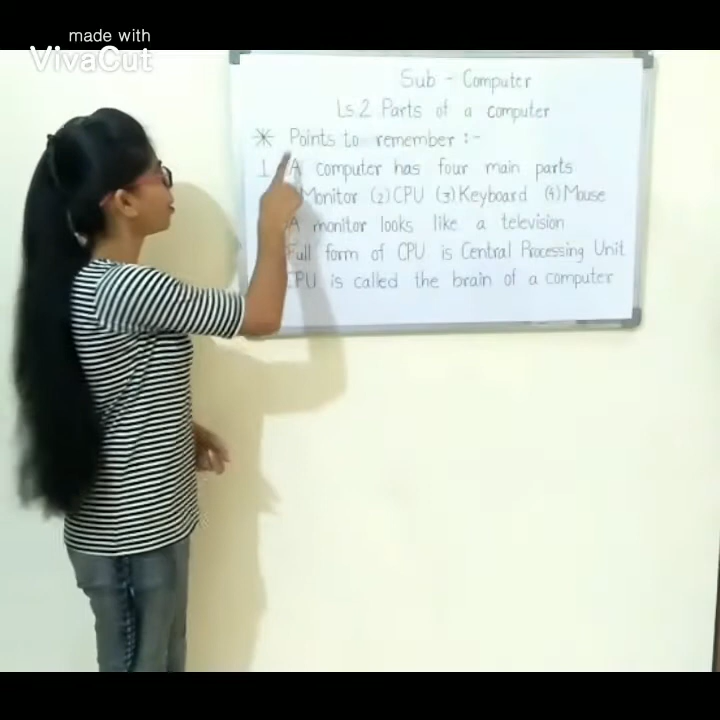 made with
VivaCut
Sub - Computer
Ls.2 Parts of a computer
* Points to remember :-
1 A computer has four main parts
Monitor (2) CPU (3) Keyboard (4) Mouse
A monitor looks like a television
Full form of CPU is Central Processing Unit
CPU is called the brain of a computer